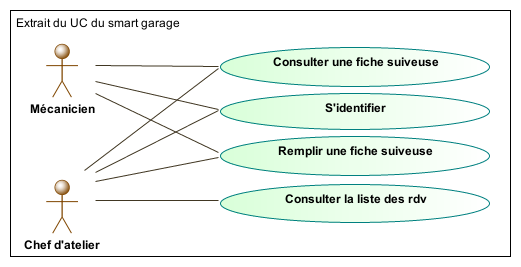 Extrait du UC du smart garage
Consulter une fiche suiveuse
Mécanicien
S'identifier
Remplir une fiche suiveuse
Consulter la liste des rdv
Chef d'atelier